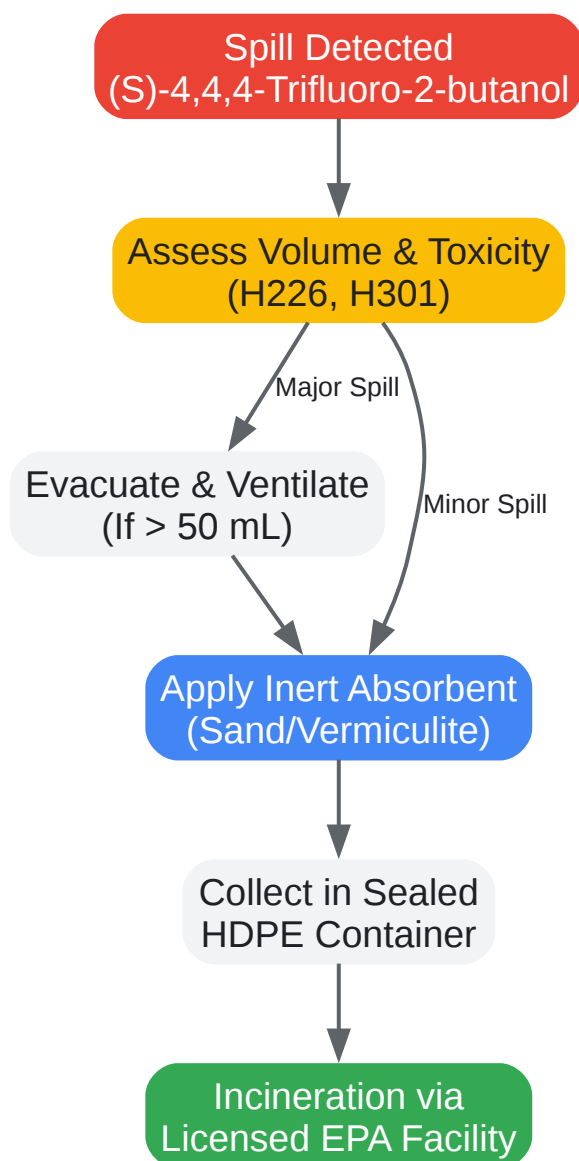 Spill Detected
(S)-4,4,4-Trifluoro-2-butanol
Assess Volume & Toxicity
(H226, H301)
Major Spill
Evacuate & Ventilate
(If > 50 mL)
Minor Spill
Apply Inert Absorbent
(Sand/Vermiculite)
Collect in Sealed
HDPE Container
Incineration via
Licensed EPA Facility